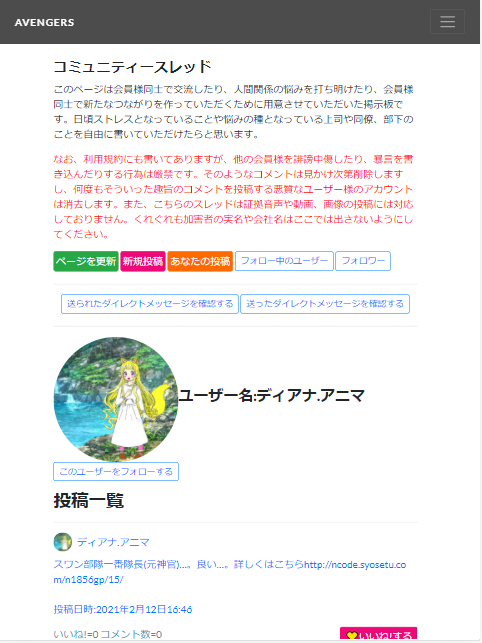 AVENGERS
コミュニティースレッド
このページは会員様同士で交流したり、人間関係の悩みを打ち明けたり、会員
様同士で新たなつながりを作っていただくために用意させていただいた掲示板で
す。日頃ストレスとなっていることや悩みの種となっている上司や同僚、部下の
ことを自由に書いていただけたらと思います。
なお、利用規約にも書いてありますが、他の会員様を誹謗中傷したり、暴言を書
き込んだりする行為は厳禁です。そのようなコメントは見かけ次第削除します
し、何度もそういった趣旨のコメントを投稿する悪質なユーザー様のアカウント
は消去します。また、こちらのスレッドは証拠音声や動画、画像の投稿には対応
しておりません。くれぐれも加害者の実名や会社名はここでは出さないようにし
てください。
ページを更新 新規投稿 あなたの投稿 フォロー中のユーザー フォロワー
送られたダイレクトメッセージを確認する 送ったダイレクトメッセージを確認する
ユーザー名:ディアナ.アニマ
このユーザーをフォローする
投稿一覧
ディアナ.アニマ
スワン部隊一番隊長(元神官)…。良い…。詳しくはこちらhttp://ncode.syosetu.co
m/n1856gp/15/
投稿日時:2021年2月12日16:46
いいね!=0 コメント数=0 いいね!する